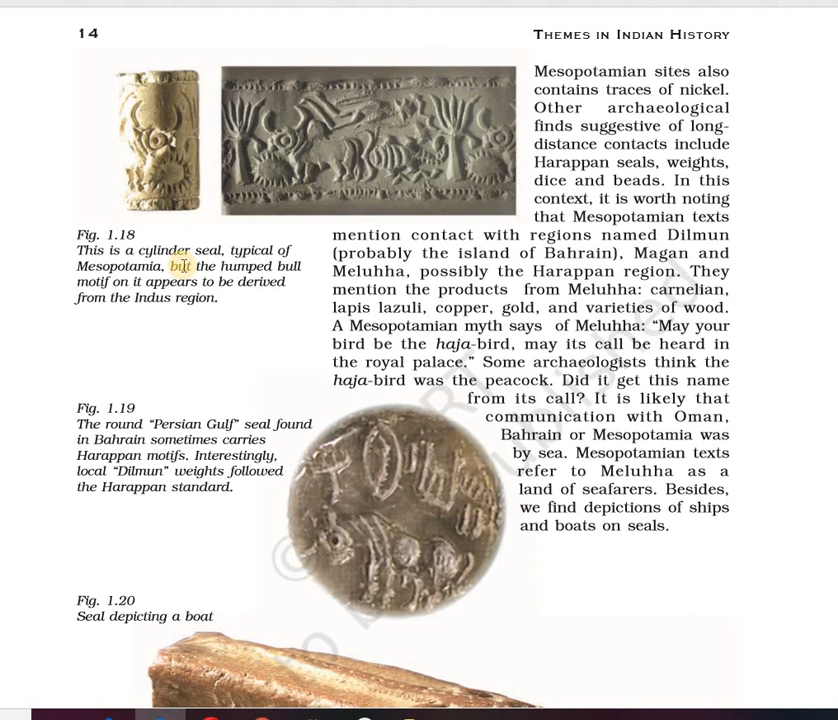 14
THEMES IN INDIAN HISTORY
Mesopotamian sites also
contains traces of nickel.
Other archaeological
finds suggestive of long-
distance contacts include
Harappan seals, weights,
dice and beads. In this
context, it is worth noting
that Mesopotamian texts
mention contact with regions named Dilmun
(probably the island of Bahrain), Magan and
Meluhha, possibly the Harappan region. They
mention the products from Meluhha: carnelian,
lapis lazuli, copper, gold, and varieties of wood.
A Mesopotamian myth says of Meluhha: “May your
bird be the haja-bird, may its call be heard in
the royal palace.” Some archaeologists think the
haja-bird was the peacock. Did it get this name
from its call? It is likely that
communication with Oman,
Bahrain or Mesopotamia was
by sea. Mesopotamian texts
refer to Meluhha as a
land of seafarers. Besides,
we find depictions of ships
and boats on seals.
Fig. 1.18
This is a cylinder seal, typical of
Mesopotamia, but the humped bull
motif on it appears to be derived
from the Indus region.
Fig. 1.19
The round “Persian Gulf” seal found
in Bahrain sometimes carries
Harappan motifs. Interestingly,
local “Dilmun” weights followed
the Harappan standard.
Fig. 1.20
Seal depicting a boat